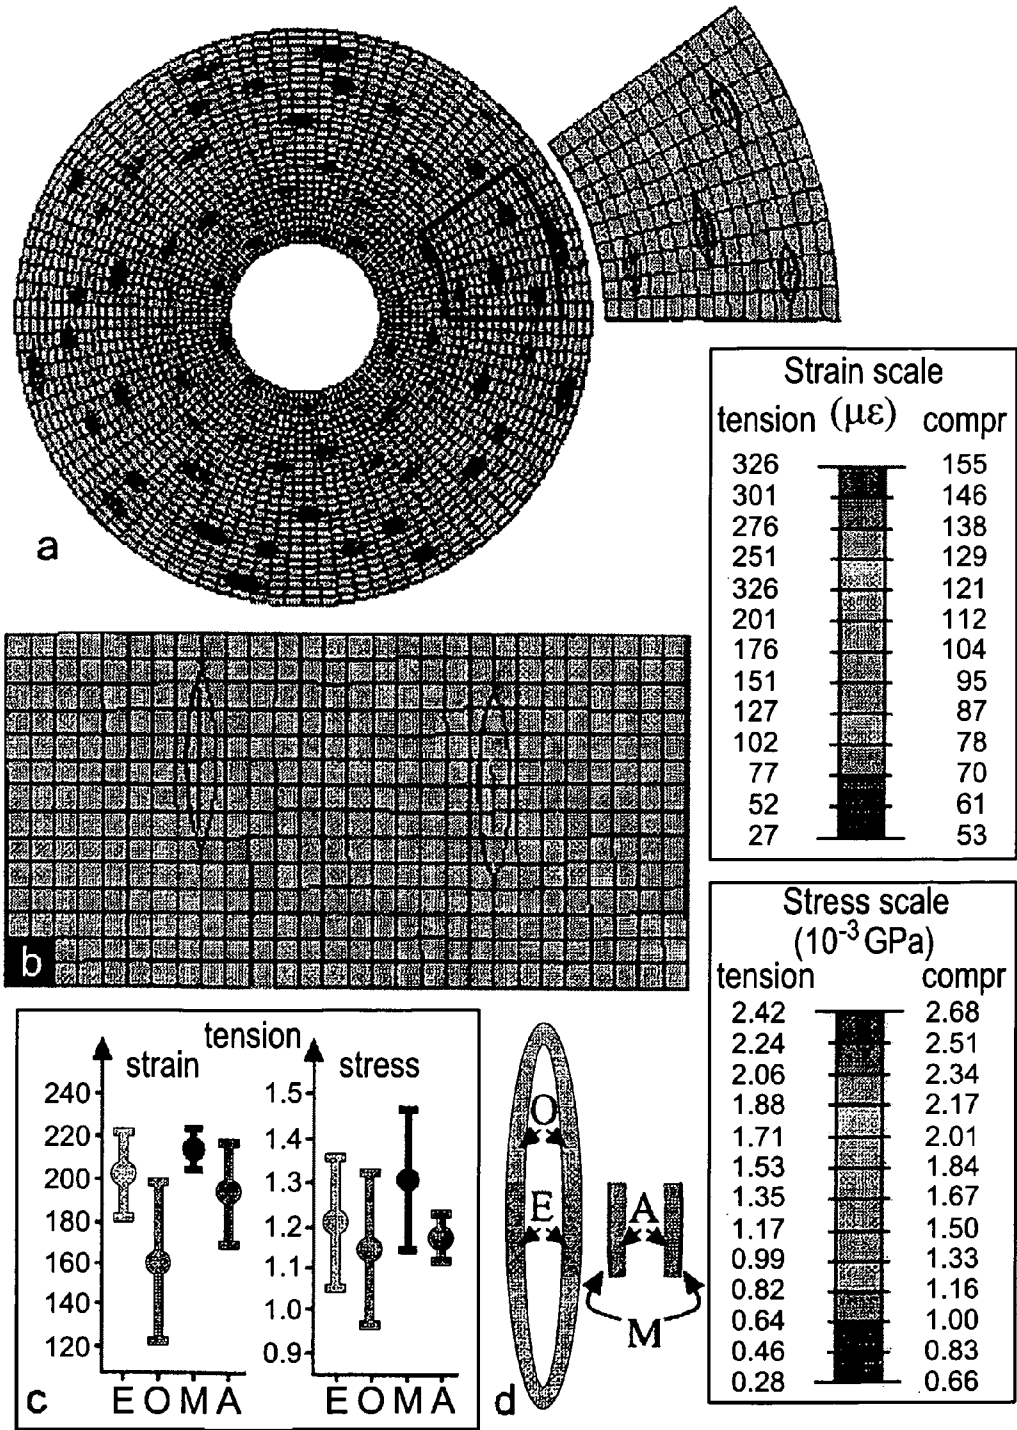 a
Strain scale
tension (με) compr
326 155
301 146
276 138
251 129
326 121
201 112
176 104
151 95
127 87
102 78
77 70
52 61
27 53
b
Stress scale
(10⁻³ GPa)
tension compr
2.42 2.68
2.24 2.51
2.06 2.34
1.88 2.17
1.71 2.01
1.53 1.84
1.35 1.67
1.17 1.50
0.99 1.33
0.82 1.16
0.64 1.00
0.46 0.83
0.28 0.66
tension
strain stress
240
220
200
180
160
140
120
E O M A
1.5
1.4
1.3
1.2
1.1
1.0
0.9
E O M A
c
O
E
A
M
d